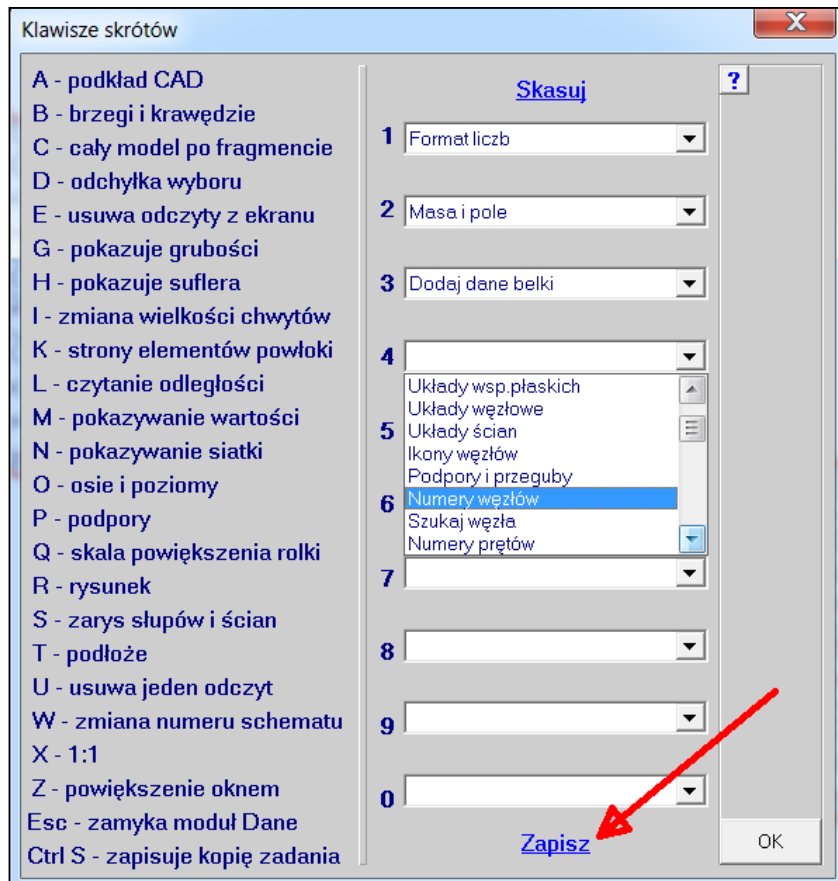 Klawisze skrótów
X
A - podkład CAD
B - brzegi i krawędzie
C - cały model po fragmencie
D - odchyłka wyboru
E - usuwa odczyty z ekranu
G - pokazuje grubości
H - pokazuje suflera
I - zmiana wielkości chwytów
K - strony elementów powłoki
L - czytanie odległości
M - pokazywanie wartości
N - pokazywanie siatki
O - osie i poziomy
P - podpory
Q - skala powiększenia rolki
R - rysunek
S - zarys słupów i ścian
T - podłoże
U - usuwa jeden odczyt
W - zmiana numeru schematu
X - 1:1
Z - powiększenie oknem
Esc - zamyka moduł Dane
Ctrl S - zapisuje kopię zadania
Skasuj
1 Format liczb
2 Masa i pole
3 Dodaj dane belki
4
Układy wsp.płaskich
Układy węzłowe
5 Układy ścian
Ikony węzłów
Podpory i przeguby
6 Numery węzłów
Szukaj węzła
Numery prętów
7
8
9
0
Zapisz
?
OK